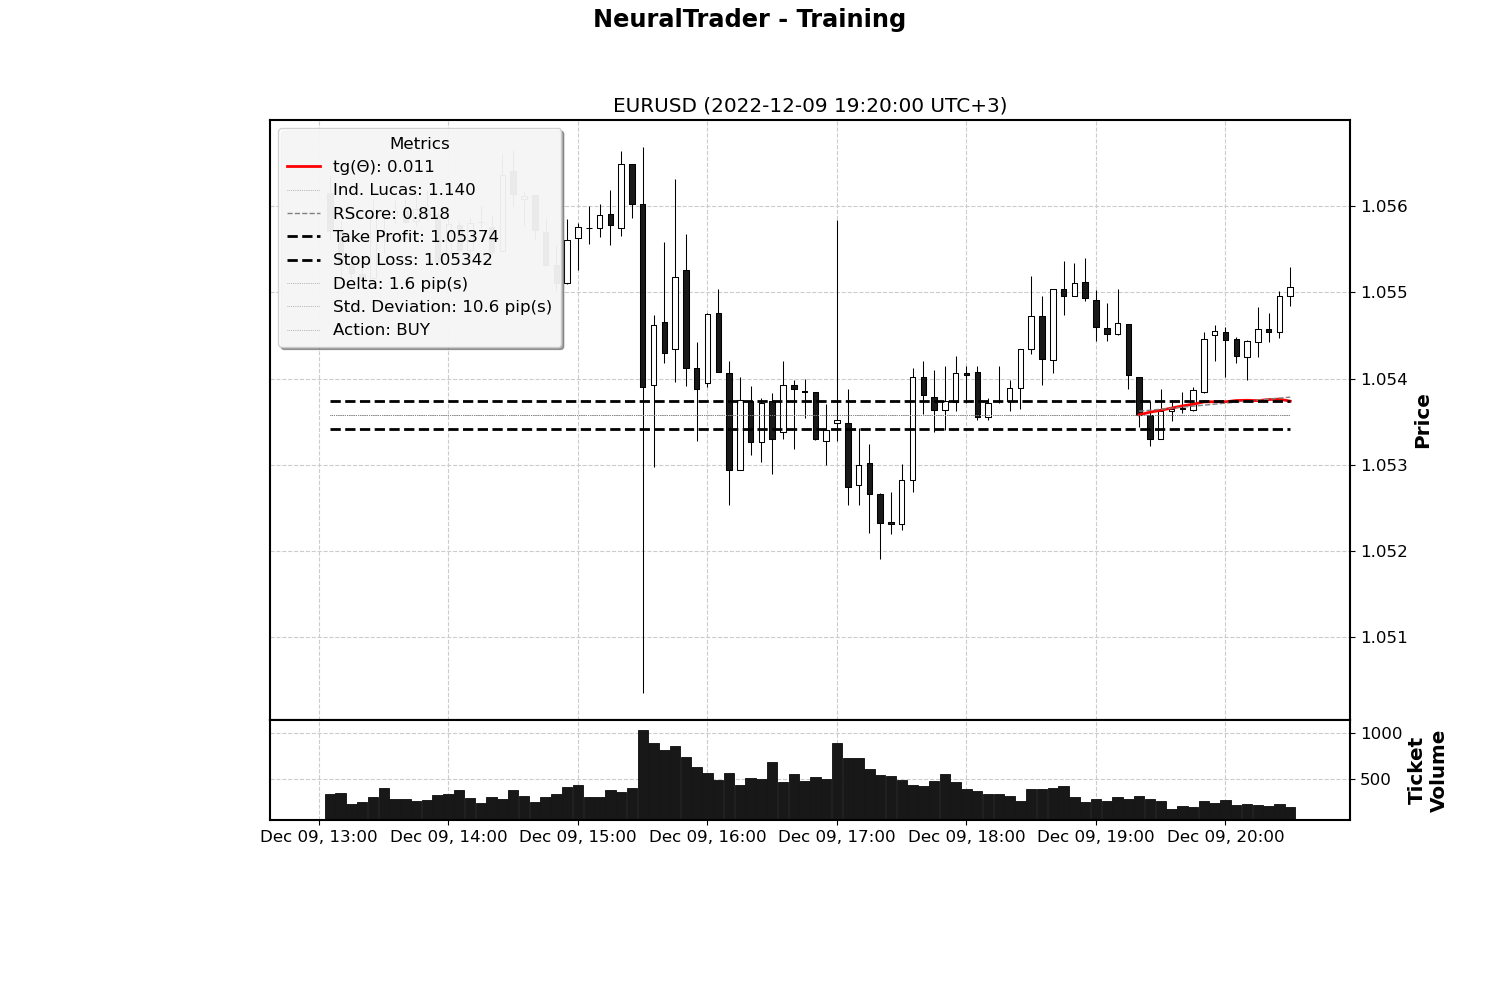 NeuralTrader - Training
EURUSD (2022-12-09 19:20:00 UTC+3)
Metrics
tg(Θ): 0.011
Ind. Lucas: 1.140
RScore: 0.818
Take Profit: 1.05374
Stop Loss: 1.05342
Delta: 1.6 pip(s)
Std. Deviation: 10.6 pip(s)
Action: BUY
1.056
1.055
1.054
1.053
1.052
1.051
Price
1000
500
Ticket
Volume
Dec 09, 13:00 Dec 09, 14:00 Dec 09, 15:00 Dec 09, 16:00 Dec 09, 17:00 Dec 09, 18:00 Dec 09, 19:00 Dec 09, 20:00